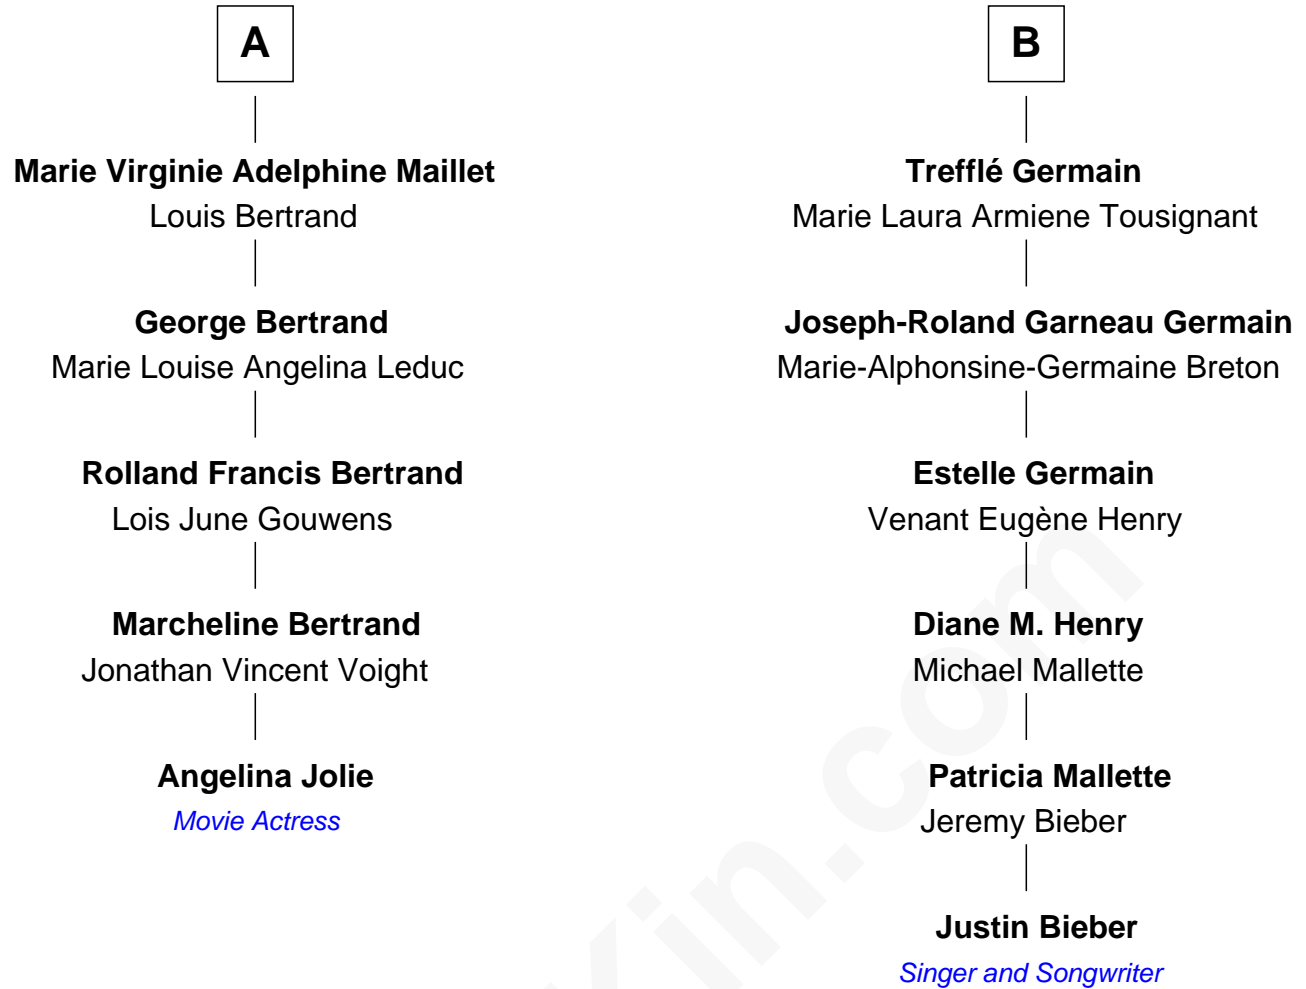 A
Marie Virginie Adelphine Maillet
Louis Bertrand
George Bertrand
Marie Louise Angelina Leduc
Rolland Francis Bertrand
Lois June Gouwens
Marcheline Bertrand
Jonathan Vincent Voight
Angelina Jolie
Movie Actress
B
Trefflé Germain
Marie Laura Armiene Tousignant
Joseph-Roland Garneau Germain
Marie-Alphonsine-Germaine Breton
Estelle Germain
Venant Eugène Henry
Diane M. Henry
Michael Mallette
Patricia Mallette
Jeremy Bieber
Justin Bieber
Singer and Songwriter
Kin.com